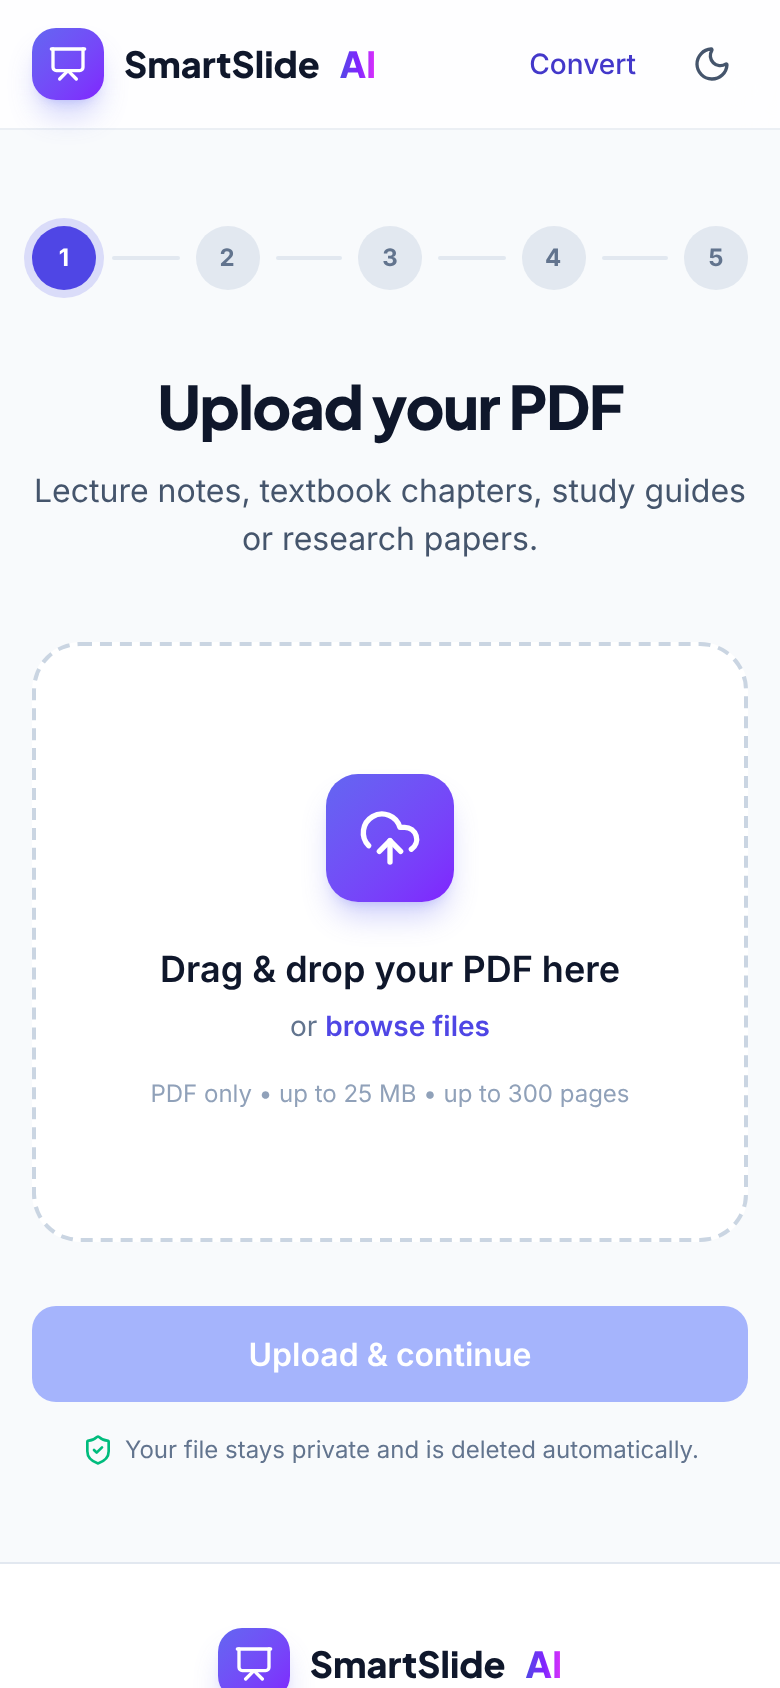 SmartSlide AI
Convert
1
2
3
4
5
Upload your PDF
Lecture notes, textbook chapters, study guides
or research papers.
Drag & drop your PDF here
or browse files
PDF only • up to 25 MB • up to 300 pages
Upload & continue
Your file stays private and is deleted automatically.
SmartSlide AI